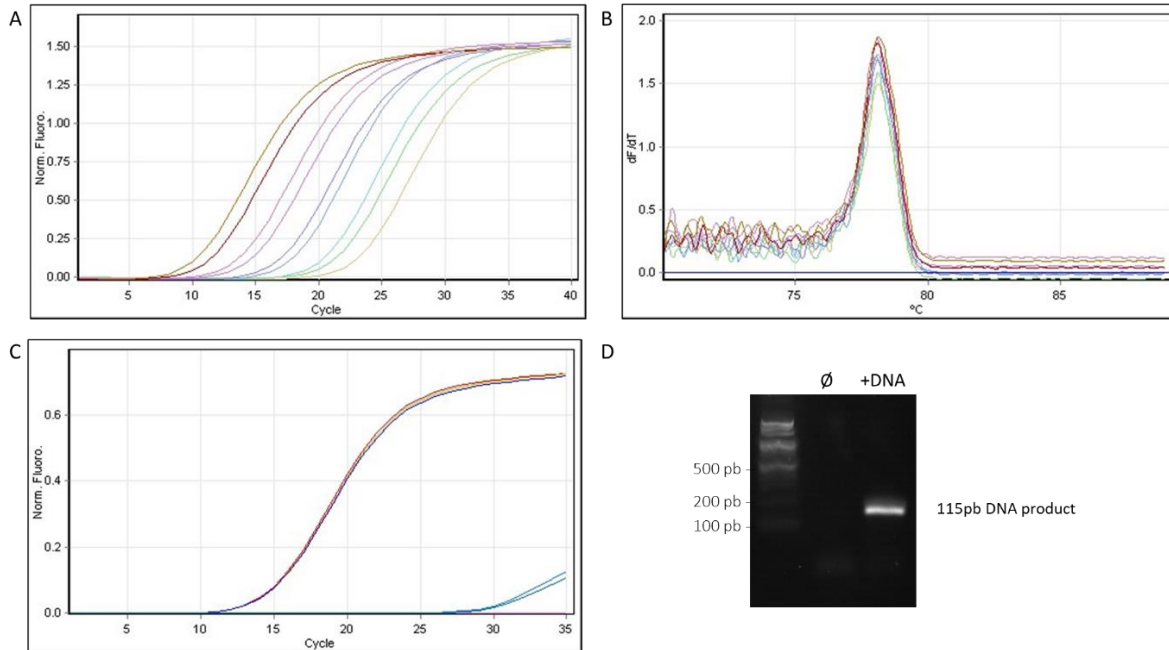 A
Norm. Fluoro.
1.50
1.25
1.00
0.75
0.50
0.25
0.00
5 10 15 20 25 30 35 40
Cycle
B
dF/dT
2.0
1.5
1.0
0.5
0.0
75 80 85
°C
C
Norm. Fluoro.
0.6
0.4
0.2
0.0
5 10 15 20 25 30 35
Cycle
D
Ø +DNA
500 pb
200 pb
100 pb
115pb DNA product